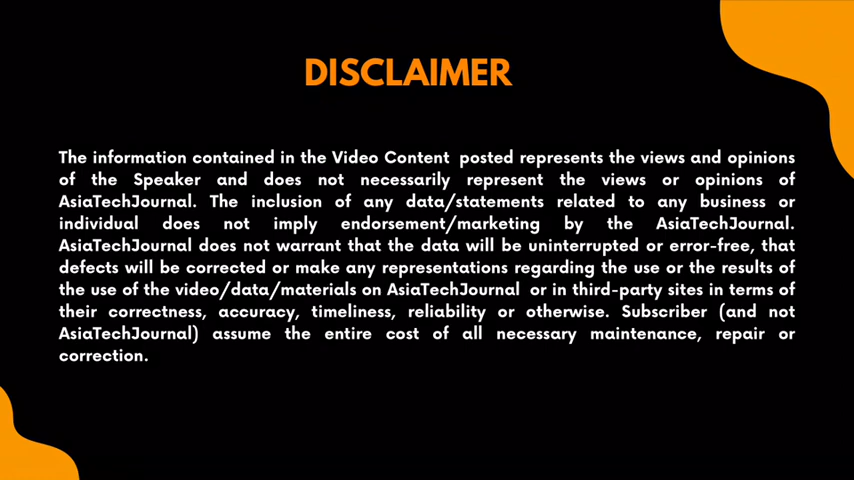 DISCLAIMER
The information contained in the Video Content posted represents the views and opinions
of the Speaker and does not necessarily represent the views or opinions of
AsiaTechJournal. The inclusion of any data/statements related to any business or
individual does not imply endorsement/marketing by the AsiaTechJournal.
AsiaTechJournal does not warrant that the data will be uninterrupted or error-free, that
defects will be corrected or make any representations regarding the use or the results of
the use of the video/data/materials on AsiaTechJournal or in third-party sites in terms of
their correctness, accuracy, timeliness, reliability or otherwise. Subscriber (and not
AsiaTechJournal) assume the entire cost of all necessary maintenance, repair or
correction.